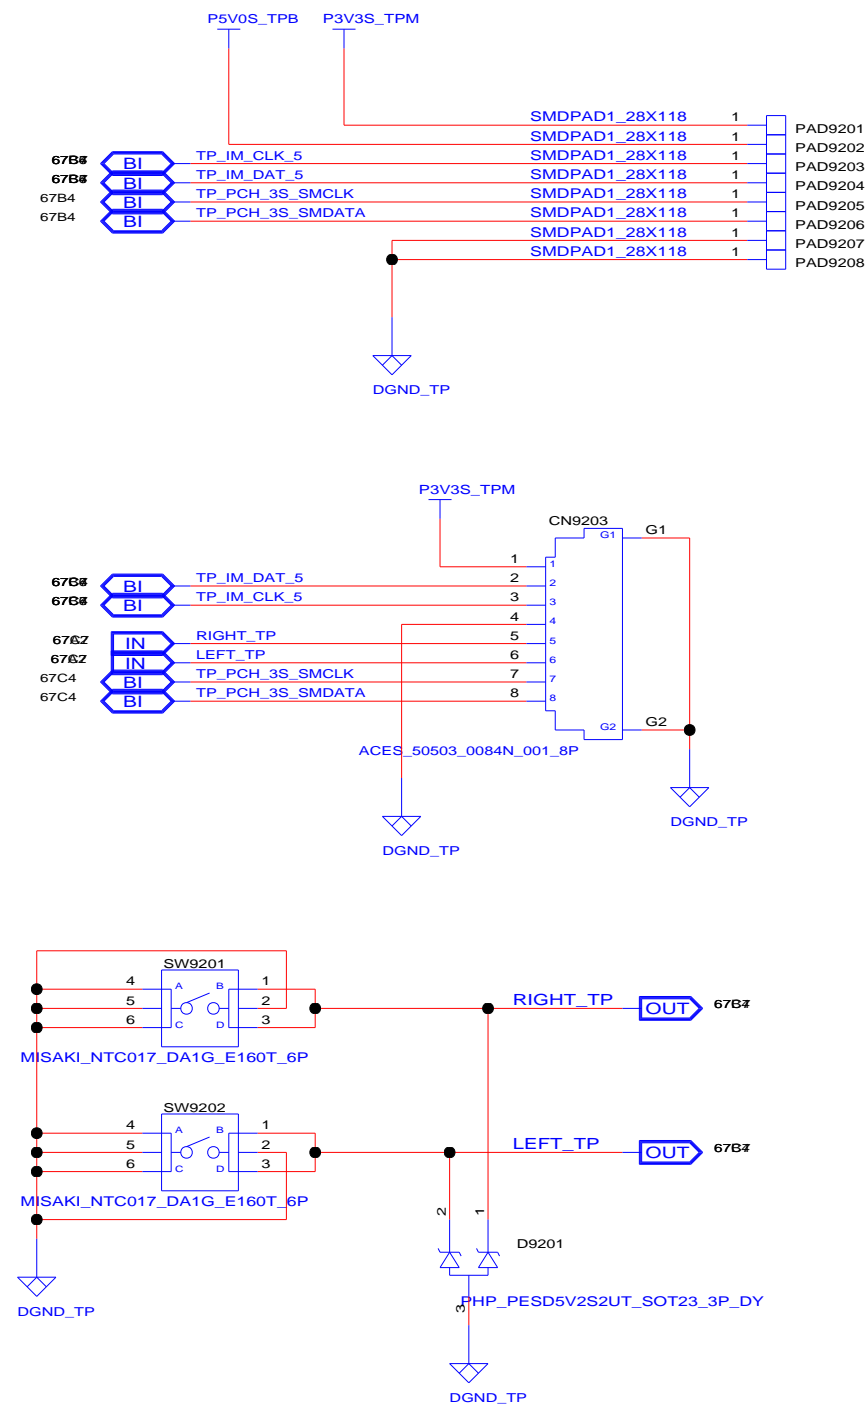 P5V0S_TPB P3V3S_TPM
SMDPAD1_28X118 1 PAD9201
SMDPAD1_28X118 1 PAD9202
BI TP_IM_CLK_5 SMDPAD1_28X118 1 PAD9203
BI TP_IM_DAT_5 SMDPAD1_28X118 1 PAD9204
67B4 BI TP_PCH_3S_SMCLK SMDPAD1_28X118 1 PAD9205
67B4 BI TP_PCH_3S_SMDATA SMDPAD1_28X118 1 PAD9206
SMDPAD1_28X118 1 PAD9207
SMDPAD1_28X118 1 PAD9208
DGND_TP
P3V3S_TPM
CN9203
G1 G1
1 1
BI TP_IM_DAT_5 2 2
BI TP_IM_CLK_5 3 3
4 4
IN RIGHT_TP 5 5
IN LEFT_TP 6 6
67C4 BI TP_PCH_3S_SMCLK 7 7
67C4 BI TP_PCH_3S_SMDATA 8 8
G2 G2
ACES_50503_0084N_001_8P
DGND_TP
DGND_TP
SW9201
4 A B 1
5 2 RIGHT_TP OUT
6 C D 3
MISAKI_NTC017_DA1G_E160T_6P
SW9202
4 A B 1
5 2 LEFT_TP OUT
6 C D 3
MISAKI_NTC017_DA1G_E160T_6P
2 1
D9201
3
PHP_PESD5V2S2UT_SOT23_3P_DY
DGND_TP
DGND_TP